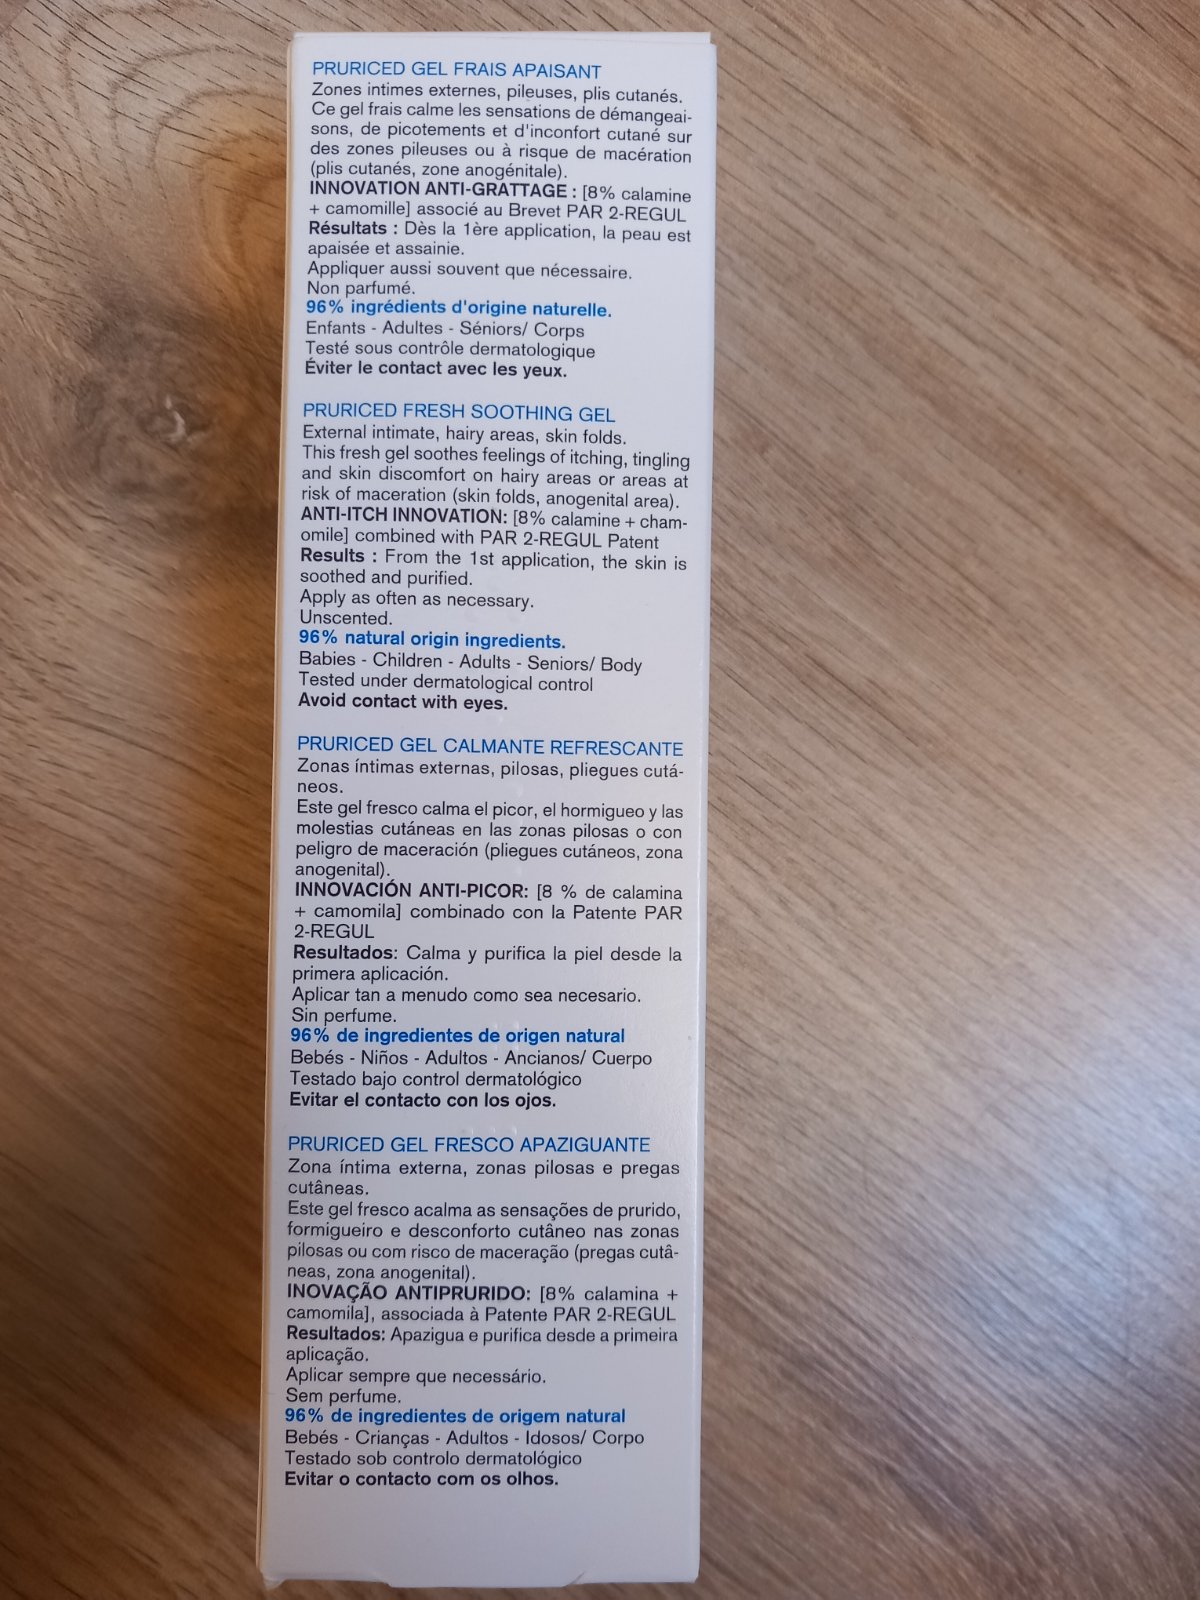 PRURICED GEL FRAIS APAISANT
Zones intimes externes, pileuses, plis cutanés.
Ce gel frais calme les sensations de démangeai-
sons, de picotements et d'inconfort cutané sur
des zones pileuses ou à risque de macération
(plis cutanés, zone anogénitale).
INNOVATION ANTI-GRATTAGE : [8% calamine
+ camomille] associé au Brevet PAR 2-REGUL
Résultats : Dès la 1ère application, la peau est
apaisée et assainie.
Appliquer aussi souvent que nécessaire.
Non parfumé.
96% ingrédients d'origine naturelle.
Enfants - Adultes - Séniors/ Corps
Testé sous contrôle dermatologique
Éviter le contact avec les yeux.
PRURICED FRESH SOOTHING GEL
External intimate, hairy areas, skin folds.
This fresh gel soothes feelings of itching, tingling
and skin discomfort on hairy areas or areas at
risk of maceration (skin folds, anogenital area).
ANTI-ITCH INNOVATION: [8% calamine + cham-
omile] combined with PAR 2-REGUL Patent
Results : From the 1st application, the skin is
soothed and purified.
Apply as often as necessary.
Unscented.
96% natural origin ingredients.
Babies - Children - Adults - Seniors/ Body
Tested under dermatological control
Avoid contact with eyes.
PRURICED GEL CALMANTE REFRESCANTE
Zonas íntimas externas, pilosas, pliegues cutá-
neos.
Este gel fresco calma el picor, el hormigueo y las
molestias cutáneas en las zonas pilosas o con
peligro de maceración (pliegues cutáneos, zona
anogenital).
INNOVACIÓN ANTI-PICOR: [8 % de calamina
+ camomila] combinado con la Patente PAR
2-REGUL
Resultados: Calma y purifica la piel desde la
primera aplicación.
Aplicar tan a menudo como sea necesario.
Sin perfume.
96% de ingredientes de origen natural
Bebés - Niños - Adultos - Ancianos/ Cuerpo
Testado bajo control dermatológico
Evitar el contacto con los ojos.
PRURICED GEL FRESCO APAZIGUANTE
Zona íntima externa, zonas pilosas e pregas
cutâneas.
Este gel fresco acalma as sensações de prurido,
formigueiro e desconforto cutâneo nas zonas
pilosas ou com risco de maceração (pregas cutâ-
neas, zona anogenital).
INOVAÇÃO ANTIPRURIDO: [8% calamina +
camomila], associada à Patente PAR 2-REGUL
Resultados: Apazigua e purifica desde a primeira
aplicação.
Aplicar sempre que necessário.
Sem perfume.
96% de ingredientes de origem natural
Bebés - Crianças - Adultos - Idosos/ Corpo
Testado sob controlo dermatológico
Evitar o contacto com os olhos.